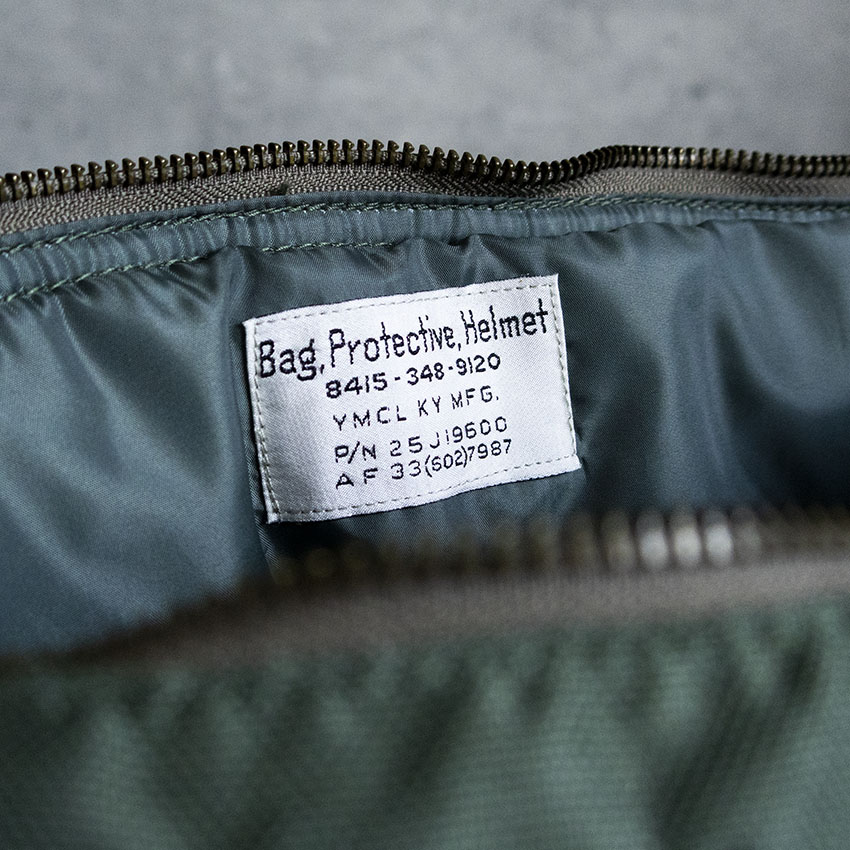 Bag, Protective, Helmet
8415-348-9120
YMCL KY MFG.
P/N 25J19600
AF 33(602)7987